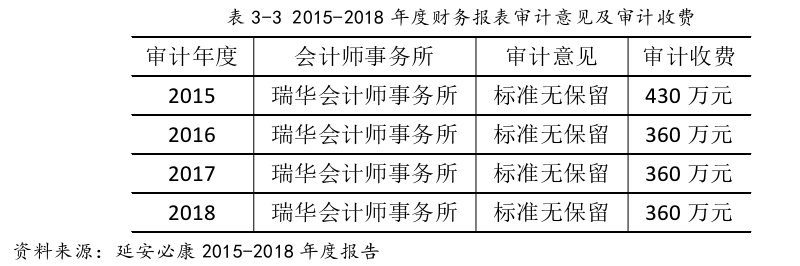 表 3-3 2015-2018 年度财务报表审计意见及审计收费
审计年度 会计师事务所 审计意见 审计收费
2015 瑞华会计师事务所 标准无保留 430 万元
2016 瑞华会计师事务所 标准无保留 360 万元
2017 瑞华会计师事务所 标准无保留 360 万元
2018 瑞华会计师事务所 标准无保留 360 万元
资料来源：延安必康 2015-2018 年度报告